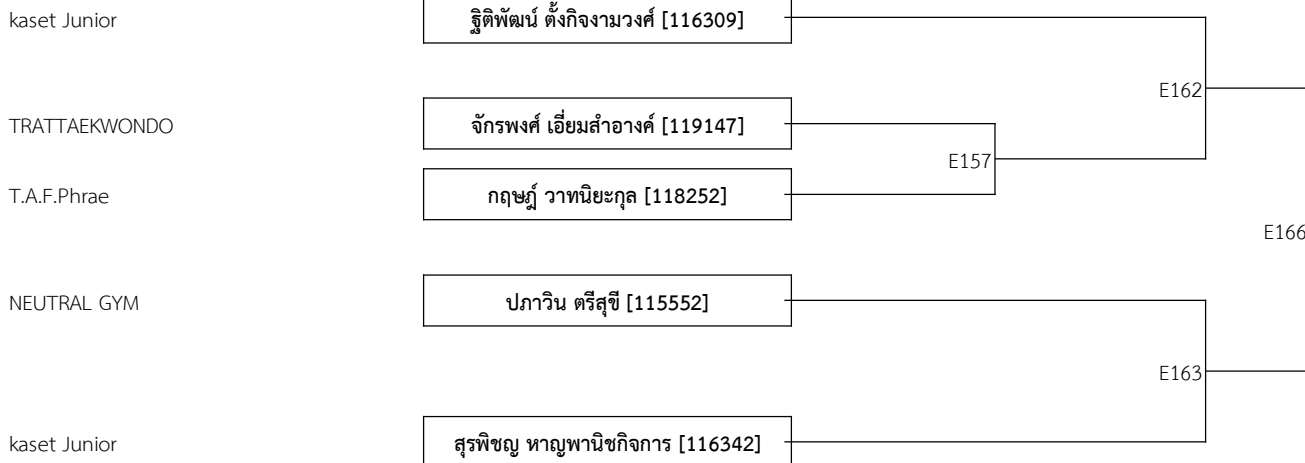 kaset Junior ฐิติพัฒน์ ตั้งกิจงามวงศ์ [116309]
E162
TRATTAEKWONDO จักรพงศ์ เอี่ยมสำอางค์ [119147]
E157
T.A.F.Phrae กฤษฎ์ วาทนิยะกุล [118252]
E166
NEUTRAL GYM ปภาวิน ตรีสุขี [115552]
E163
kaset Junior สุรพิชญ หาญพานิชกิจการ [116342]